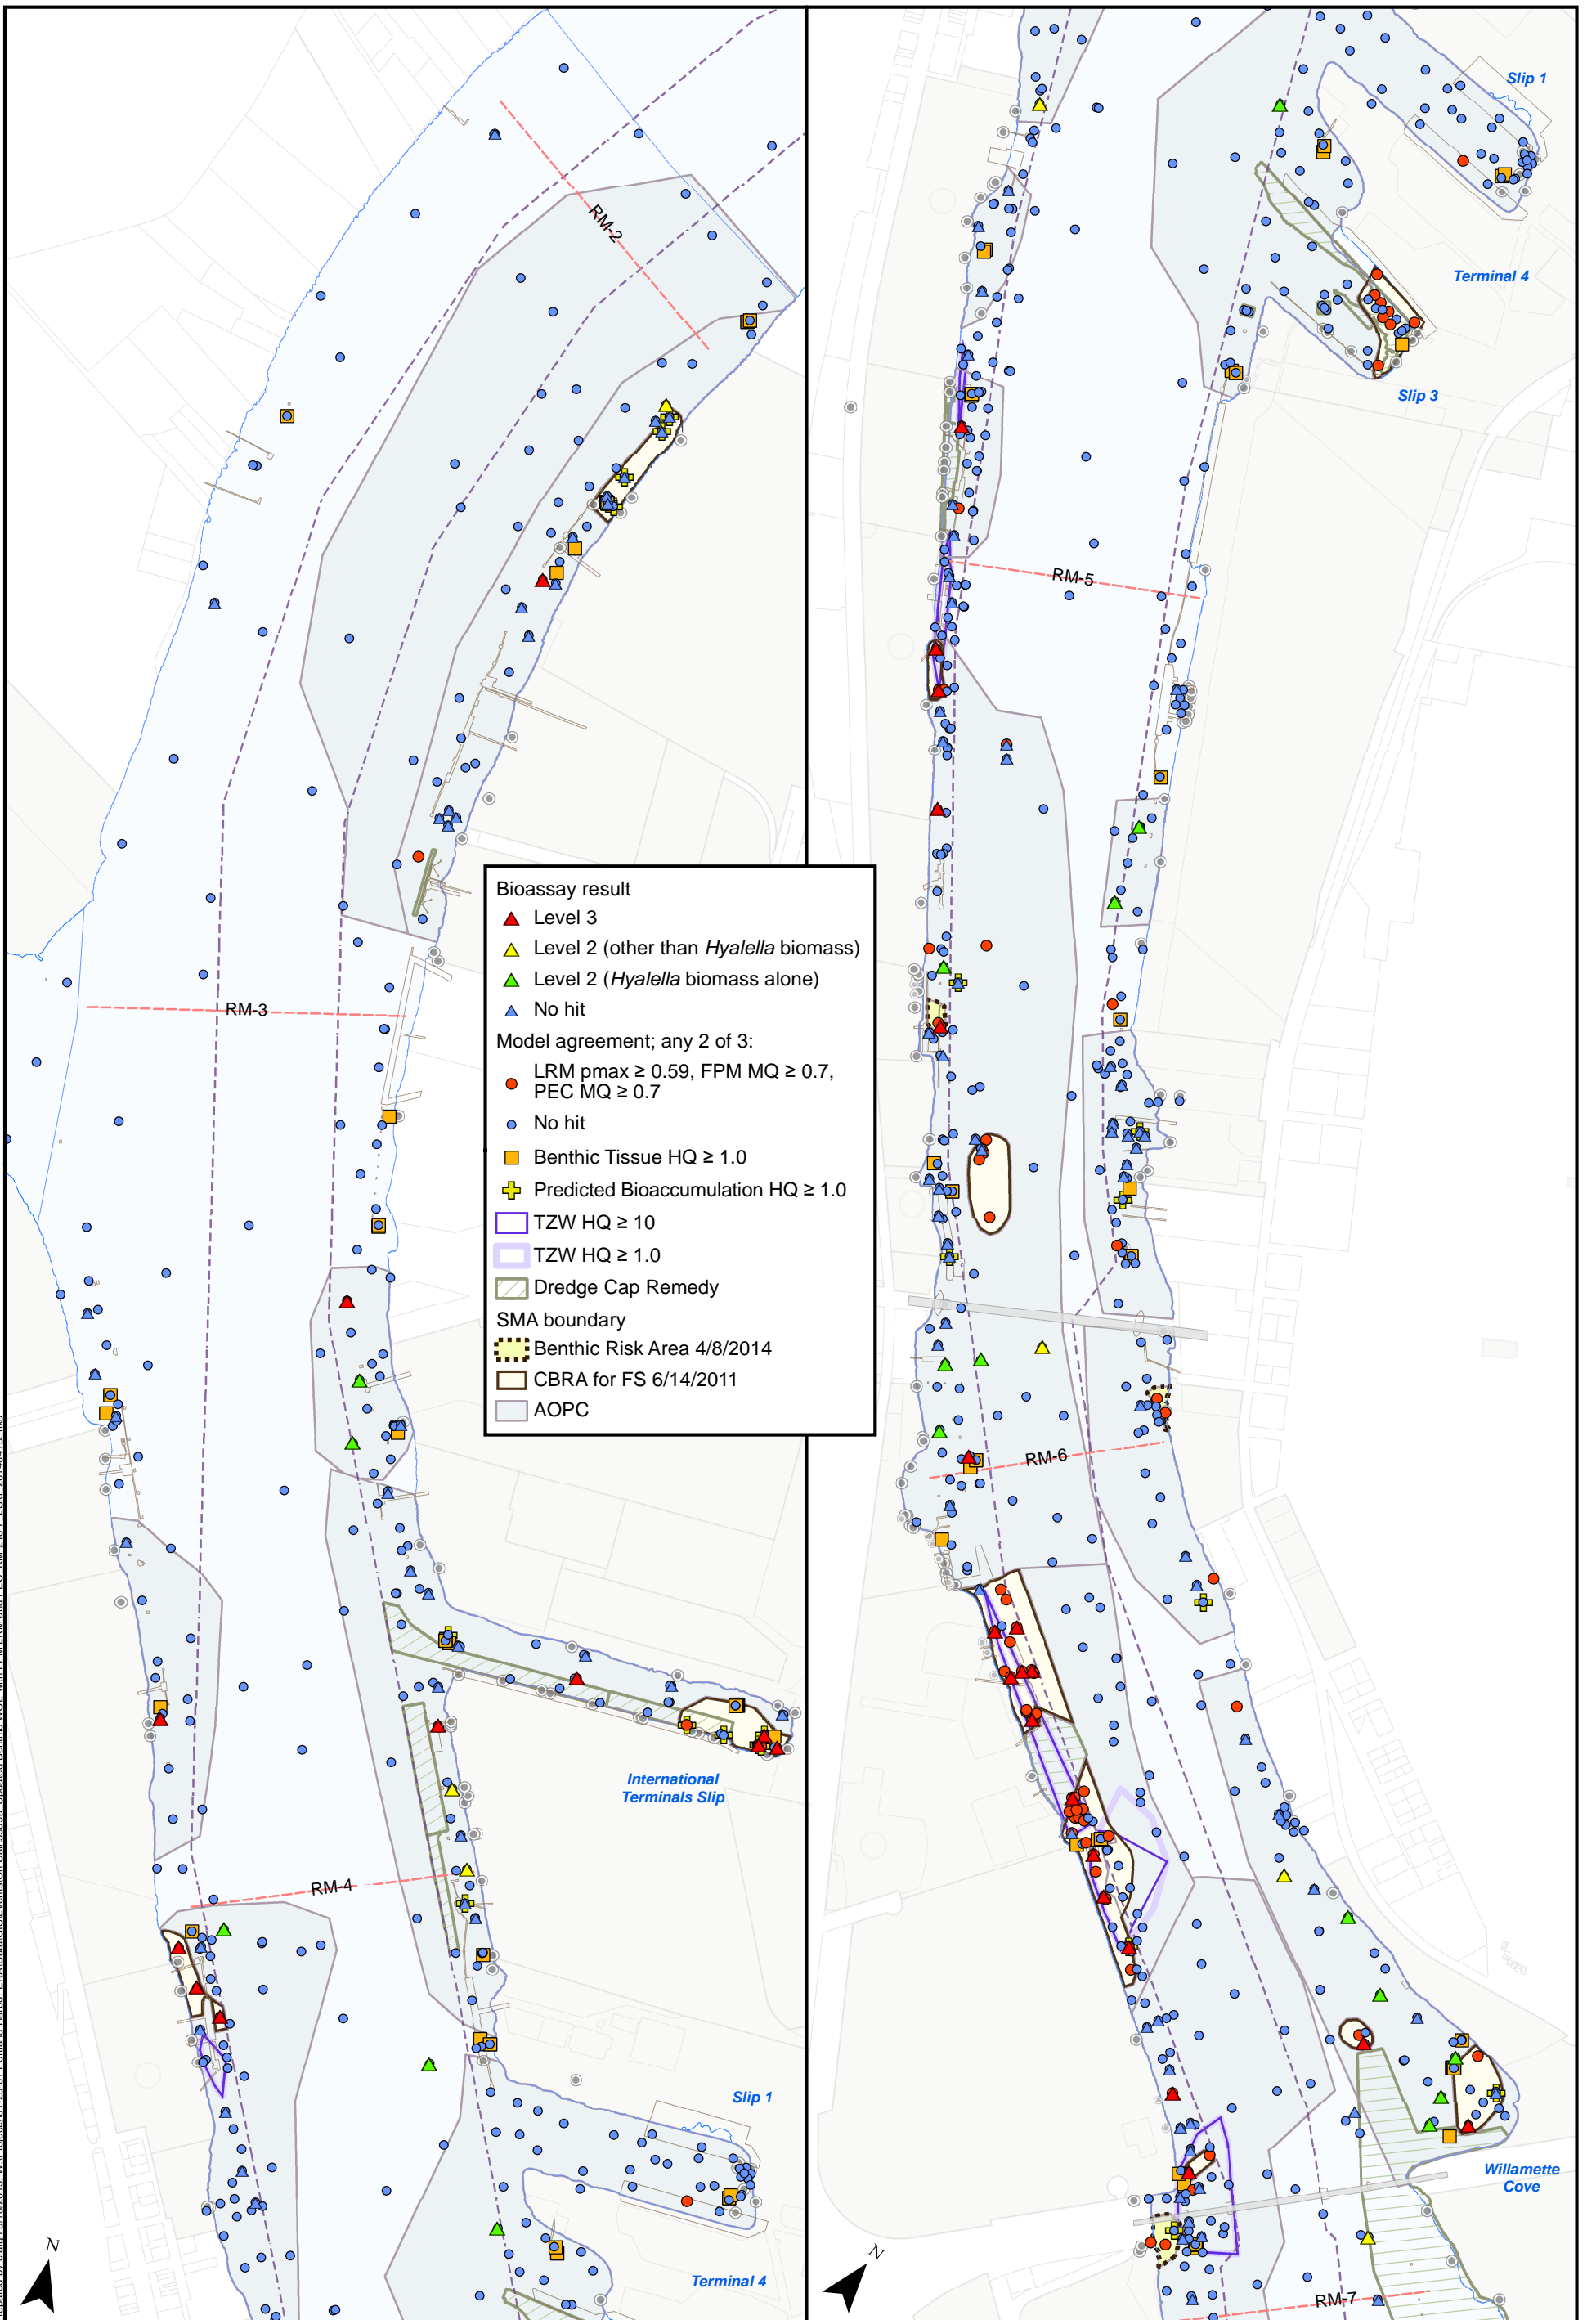 RM-2
RM-3
International
Terminals Slip
RM-4
Slip 1
Terminal 4
N
Bioassay result
Level 3
Level 2 (other than Hyalella biomass)
Level 2 (Hyalella biomass alone)
No hit
Model agreement; any 2 of 3:
LRM pmax ≥ 0.59, FPM MQ ≥ 0.7,
PEC MQ ≥ 0.7
No hit
Benthic Tissue HQ ≥ 1.0
Predicted Bioaccumulation HQ ≥ 1.0
TZW HQ ≥ 10
TZW HQ ≥ 1.0
Dredge Cap Remedy
SMA boundary
Benthic Risk Area 4/8/2014
CBRA for FS 6/14/2011
AOPC
Slip 1
Terminal 4
Slip 3
RM-5
RM-6
Willamette
Cove
N
RM-7